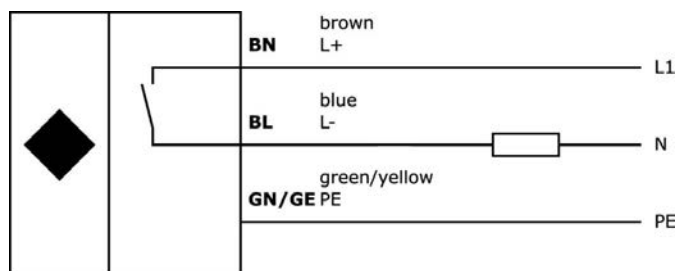 brown
BN L+
L1
blue
BL L-
N
green/yellow
GN/GE PE
PE